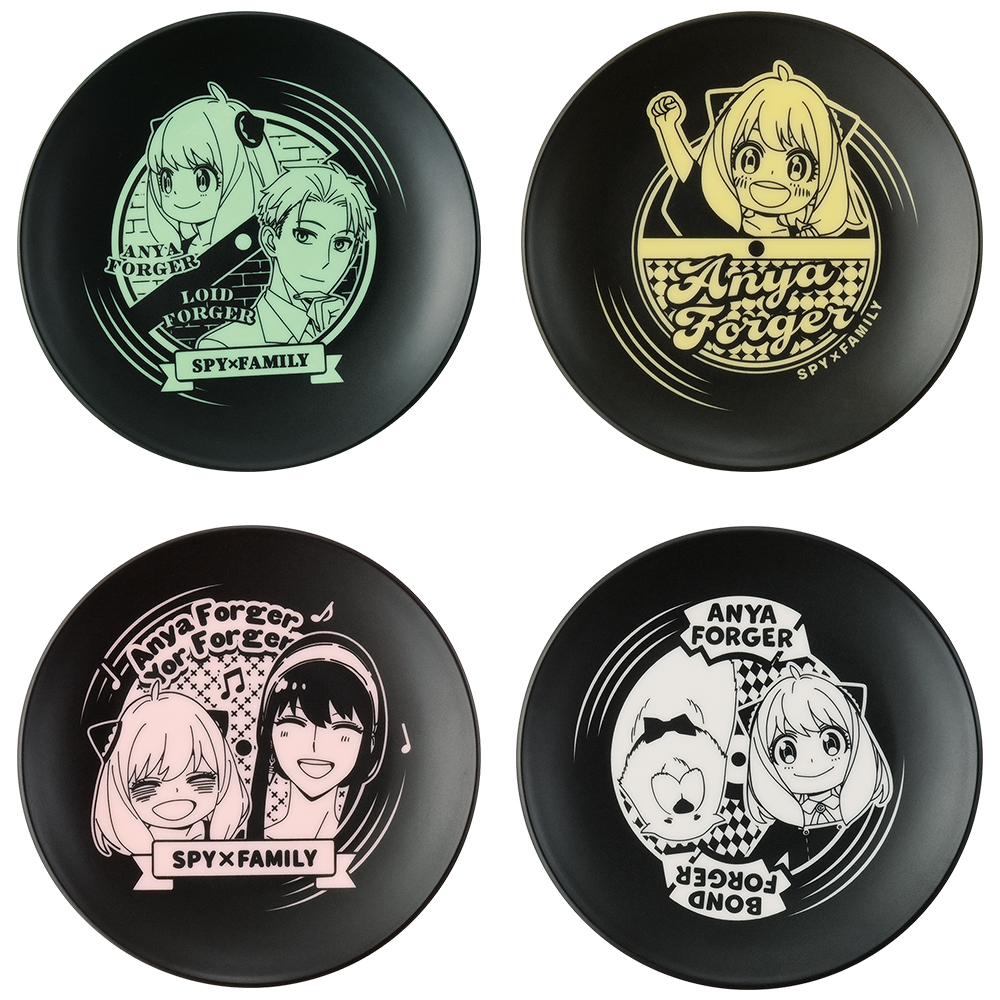 ANYA
FORGER
LOID
FORGER
SPY×FAMILY
Anya
Forger
SPY×FAMILY
Anya Forger
Yor Forger
SPY×FAMILY
ANYA
FORGER
BOND
FORGER